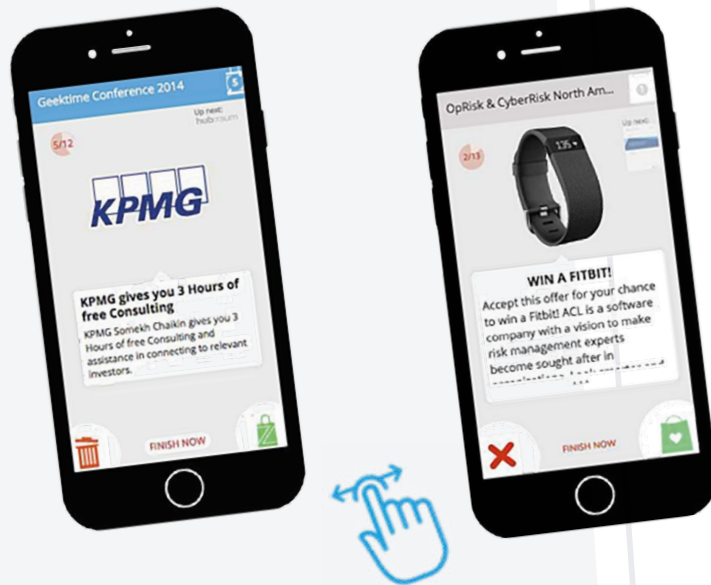 Geektime Conference 2014
5
5/12
Up next:
hub:raum
KPMG
KPMG gives you 3 Hours of
free Consulting
KPMG Somekh Chaikin gives you 3
Hours of free Consulting and
assistance in connecting to relevant
investors.
FINISH NOW
OpRisk & CyberRisk North Am...
2/13
Up next:
135
WIN A FITBIT!
Accept this offer for your chance
to win a Fitbit! ACL is a software
company with a vision to make
risk management experts
become sought after in
...
FINISH NOW